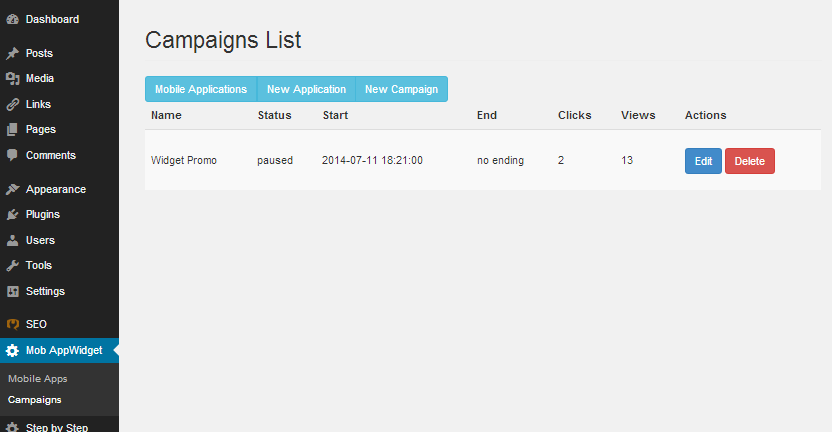 Dashboard
Posts
Media
Links
Pages
Comments
Appearance
Plugins
Users
Tools
Settings
SEO
Mob AppWidget
Mobile Apps
Campaigns
Step by Step
Campaigns List
Mobile Applications New Application New Campaign
Name Status Start End Clicks Views Actions
Widget Promo paused 2014-07-11 18:21:00 no ending 2 13 Edit Delete